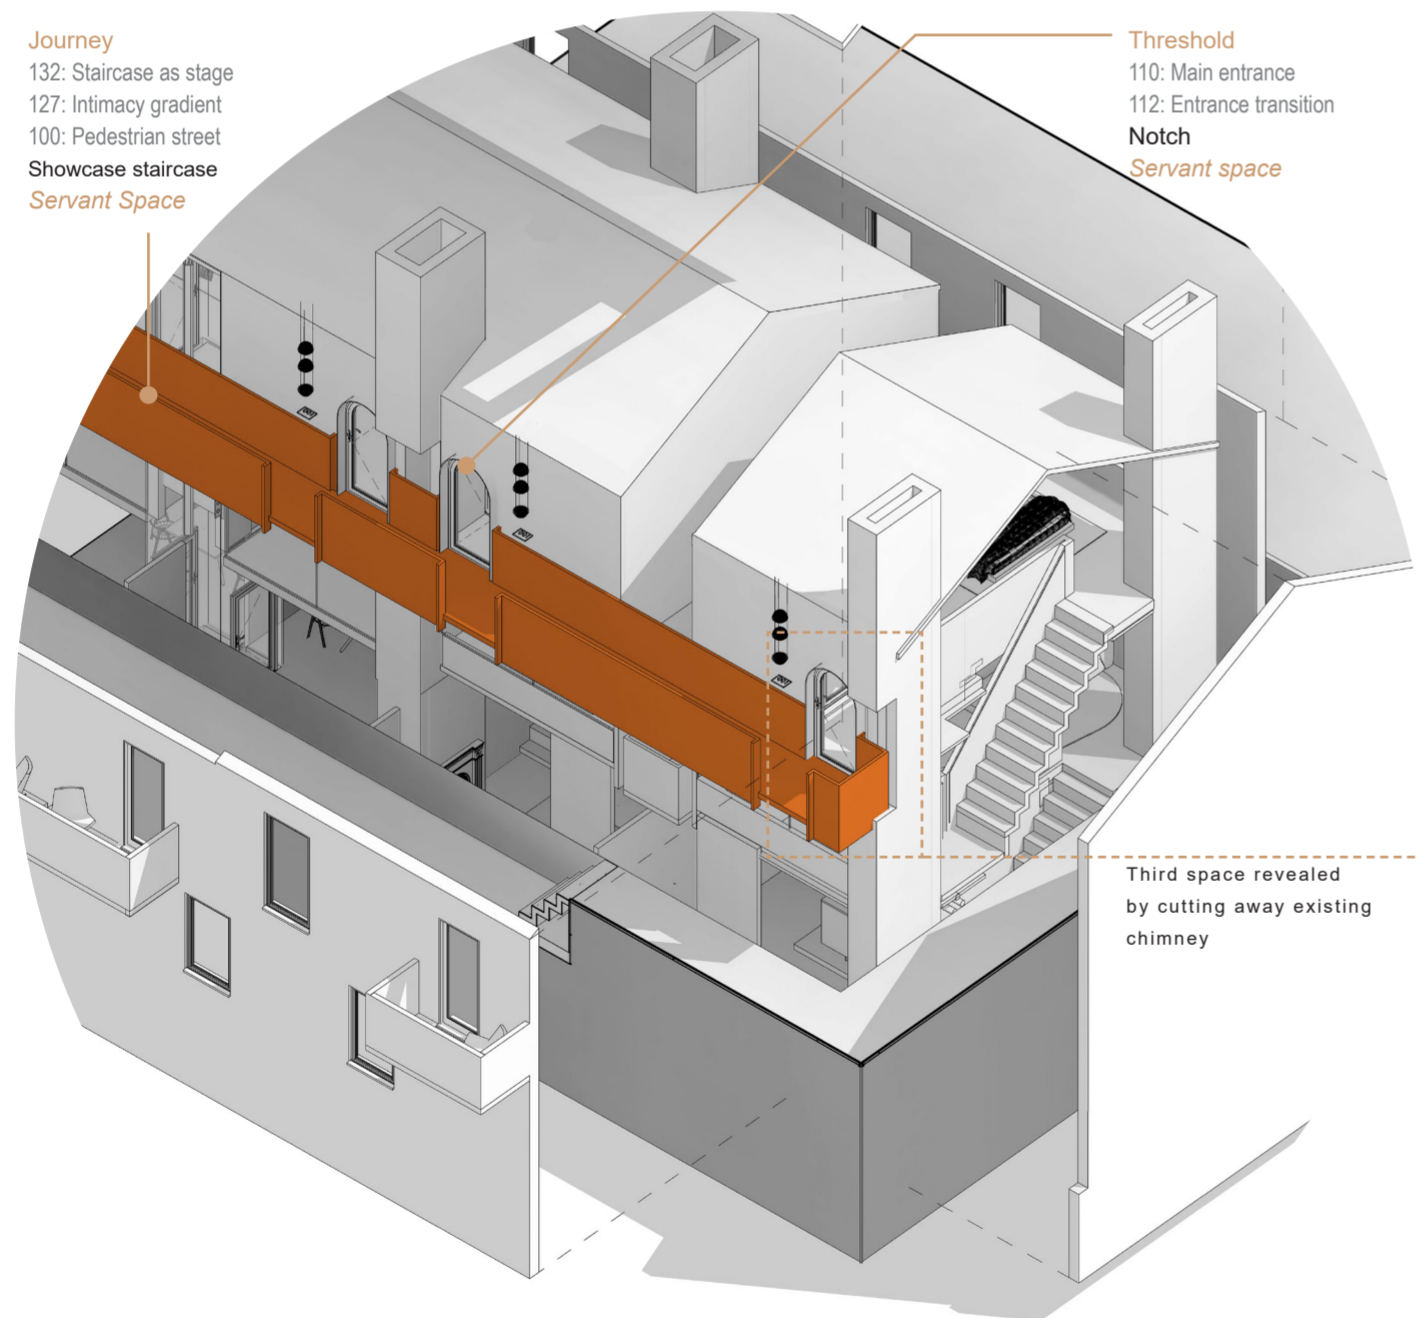 Journey
132: Staircase as stage
127: Intimacy gradient
100: Pedestrian street
Showcase staircase
Servant Space
Threshold
110: Main entrance
112: Entrance transition
Notch
Servant space
Third space revealed
by cutting away existing
chimney